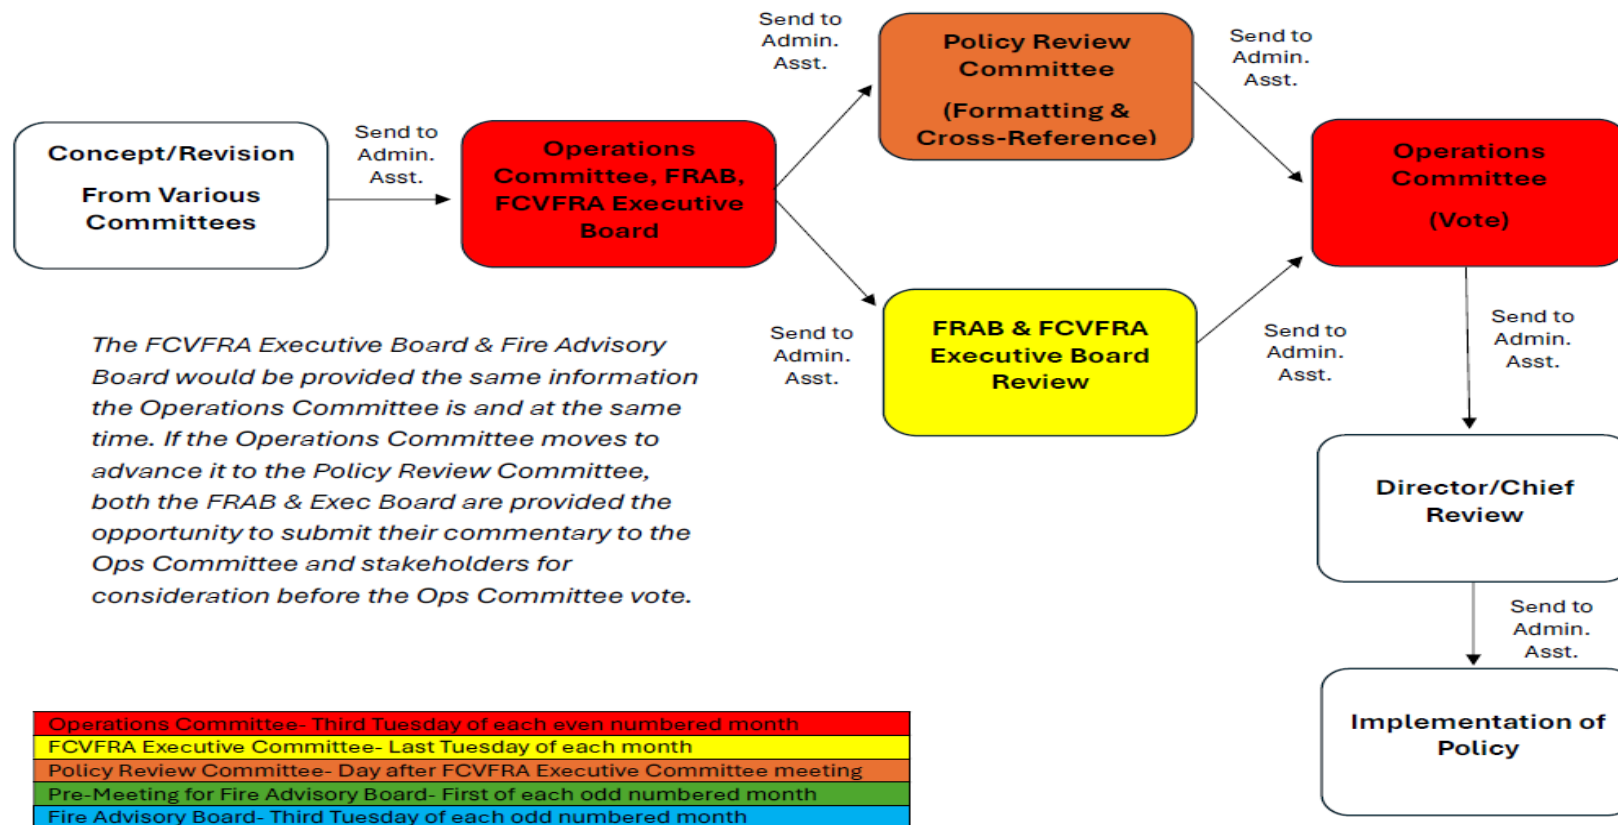 Concept/Revision
From Various
Committees
Send to
Admin.
Asst.
Operations
Committee, FRAB,
FCVFRA Executive
Board
Send to
Admin.
Asst.
Policy Review
Committee
(Formatting &
Cross-Reference)
Send to
Admin.
Asst.
Send to
Admin.
Asst.
FRAB & FCVFRA
Executive Board
Review
Send to
Admin.
Asst.
Operations
Committee
(Vote)
Send to
Admin.
Asst.
Director/Chief
Review
Send to
Admin.
Asst.
Implementation of
Policy
The FCVFRA Executive Board & Fire Advisory
Board would be provided the same information
the Operations Committee is and at the same
time. If the Operations Committee moves to
advance it to the Policy Review Committee,
both the FRAB & Exec Board are provided the
opportunity to submit their commentary to the
Ops Committee and stakeholders for
consideration before the Ops Committee vote.
Operations Committee- Third Tuesday of each even numbered month
FCVFRA Executive Committee- Last Tuesday of each month
Policy Review Committee- Day after FCVFRA Executive Committee meeting
Pre-Meeting for Fire Advisory Board- First of each odd numbered month
Fire Advisory Board- Third Tuesday of each odd numbered month